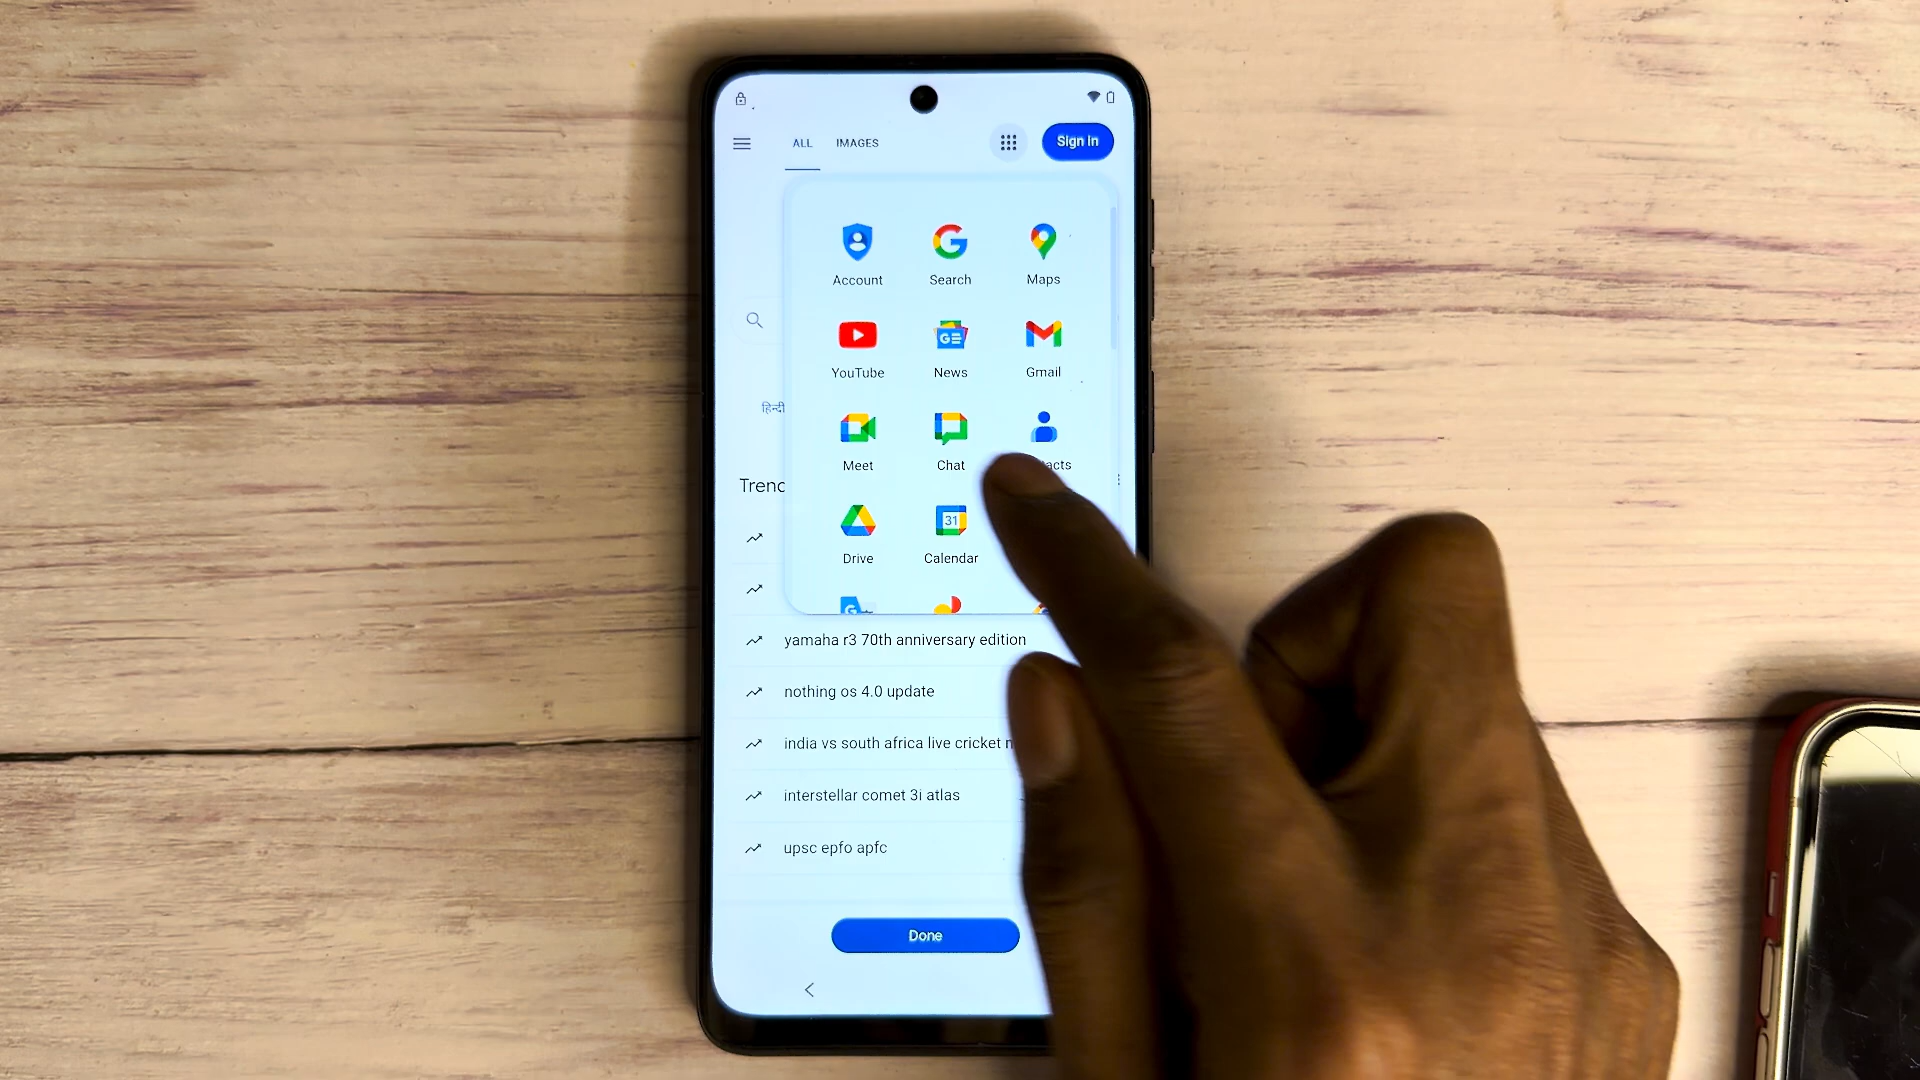 ALL IMAGES Sign in
Account Search Maps
YouTube News Gmail
GE
हिन्दी
Meet Chat acts
Trenc
31
Drive Calendar
G
yamaha r3 70th anniversary edition
nothing os 4.0 update
india vs south africa live cricket
interstellar comet 3i atlas
upsc epfo apfc
Done